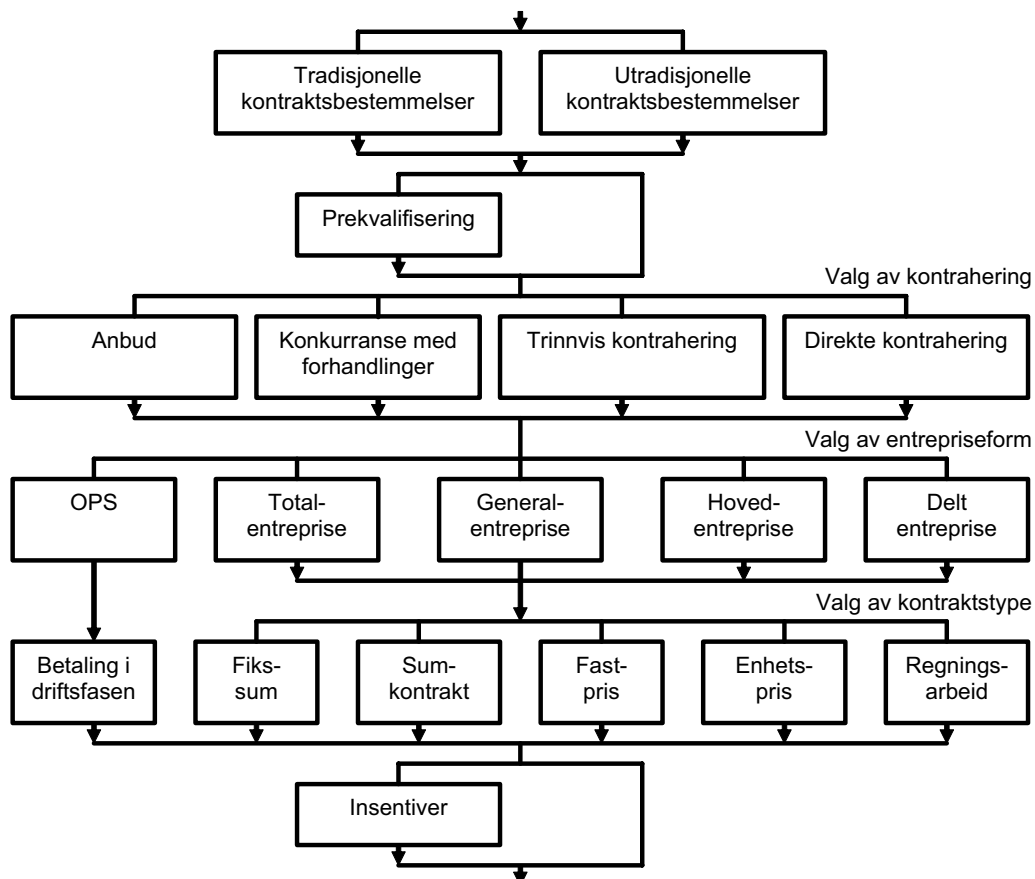 Tradisjonelle
kontraktsbestemmelser
Utradisjonelle
kontraktsbestemmelser
Prekvalifisering
Valg av kontrahering
Anbud
Konkurranse med
forhandlinger
Trinnvis kontrahering
Direkte kontrahering
Valg av entrepriseform
OPS
Total-
entreprise
General-
entreprise
Hoved-
entreprise
Delt
entreprise
Valg av kontraktstype
Betaling i
driftsfasen
Fiks-
sum
Sum-
kontrakt
Fast-
pris
Enhets-
pris
Regnings-
arbeid
Insentiver